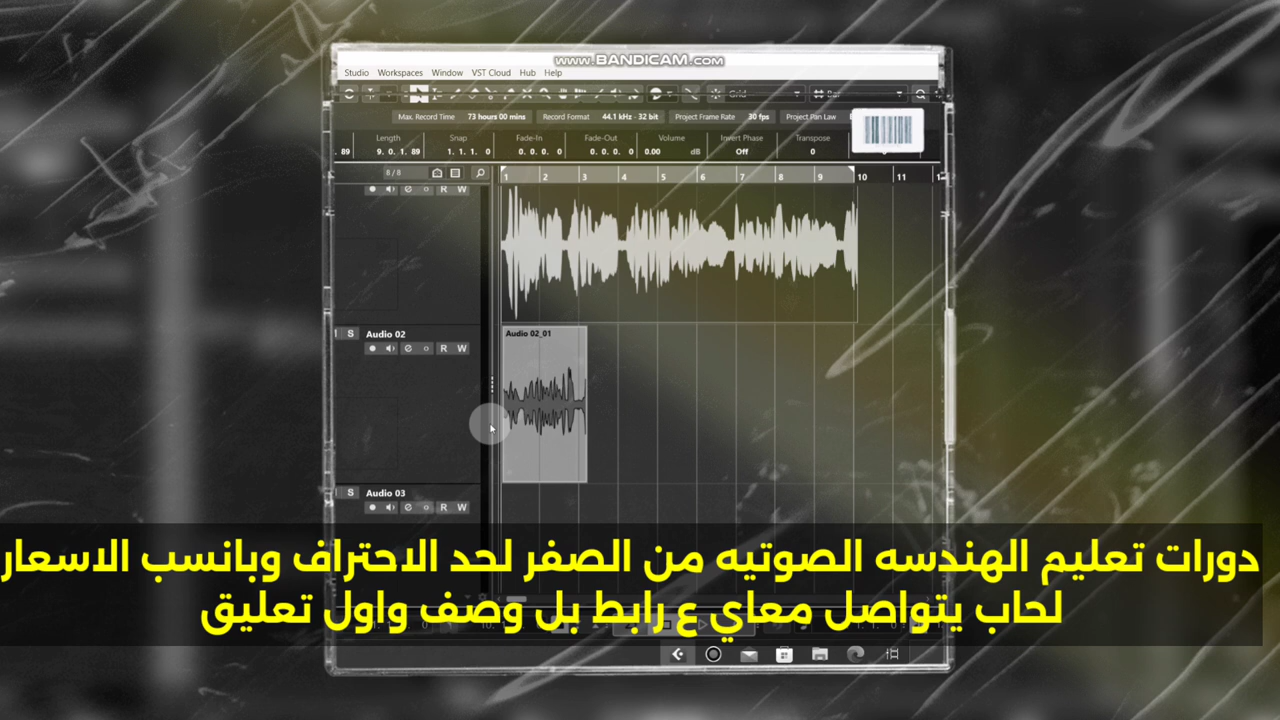 www.BANDICAM.com
Studio Workspaces Window VST Cloud Hub Help
Grid Bar
Max. Record Time 73 hours 00 mins Record Format 44.1 kHz - 32 bit Project Frame Rate 30 fps Project Pan Law
Length Snap Fade-In Fade-Out Volume Invert Phase Transpose
89 9. 0. 1. 89 1. 1. 1. 0 0. 0. 0. 0 0. 0. 0. 0 0.00 dB Off 0
8 / 8 1 2 3 4 5 6 7 8 9 10 11
R W
S Audio 02 Audio 02_01
R W
S Audio 03
R W
دورات تعليم الهندسه الصوتيه من الصفر لحد الاحتراف وبانسب الاسعار
لحاب يتواصل معاي ع رابط بل وصف واول تعليق